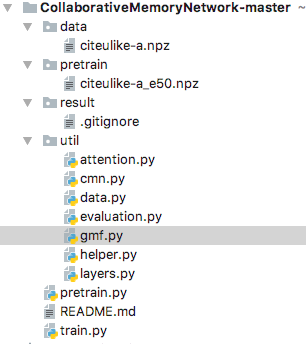 CollaborativeMemoryNetwork-master ~
data
citeulike-a.npz
pretrain
citeulike-a_e50.npz
result
.gitignore
util
attention.py
cmn.py
data.py
evaluation.py
gmf.py
helper.py
layers.py
pretrain.py
README.md
train.py